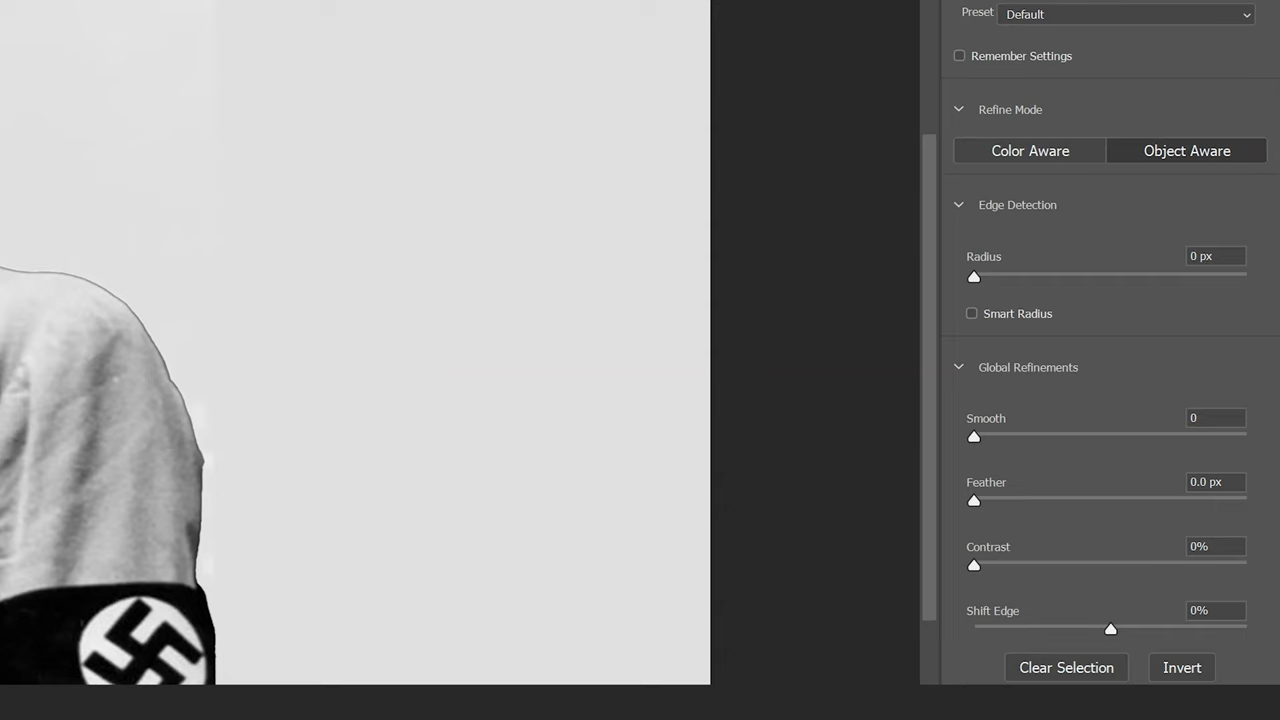 Preset Default
Remember Settings
Refine Mode
Color Aware Object Aware
Edge Detection
Radius 0 px
Smart Radius
Global Refinements
Smooth 0
Feather 0.0 px
Contrast 0%
Shift Edge 0%
Clear Selection Invert